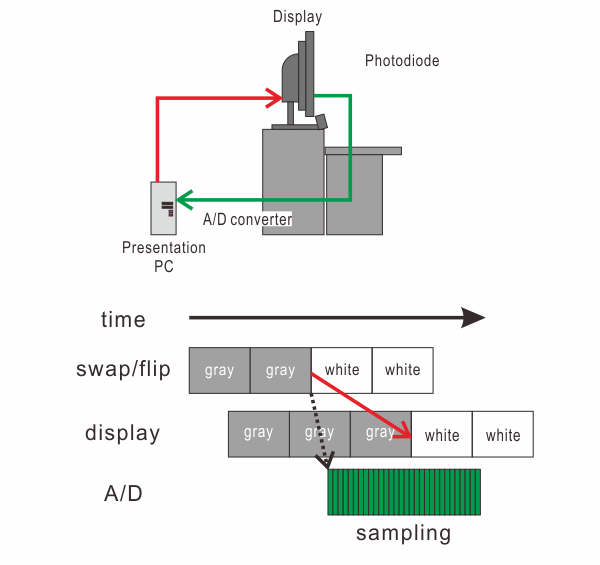 Display
Photodiode
A/D converter
Presentation
PC
time
swap/flip
gray gray white white
display
gray gray gray white white
A/D
sampling